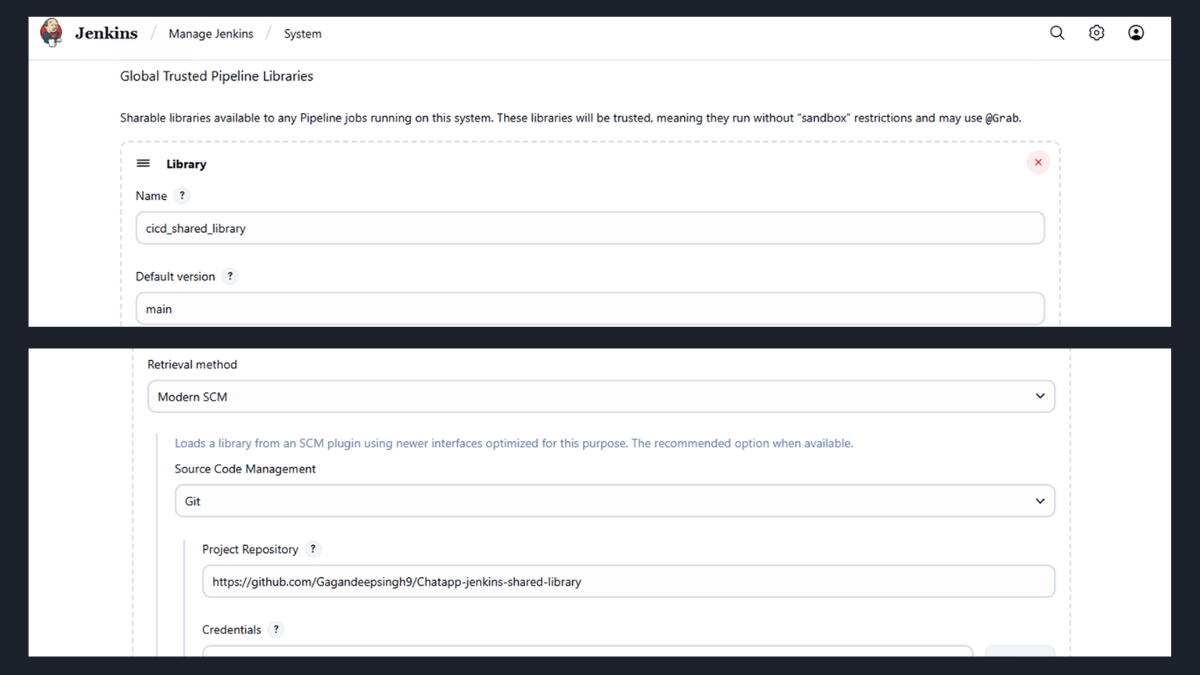 Jenkins / Manage Jenkins / System
Global Trusted Pipeline Libraries
Sharable libraries available to any Pipeline jobs running on this system. These libraries will be trusted, meaning they run without “sandbox” restrictions and may use @Grab.
Library
Name ?
cicd_shared_library
Default version ?
main
Retrieval method
Modern SCM
Loads a library from an SCM plugin using newer interfaces optimized for this purpose. The recommended option when available.
Source Code Management
Git
Project Repository ?
https://github.com/Gagandeepsingh9/Chatapp-jenkins-shared-library
Credentials ?